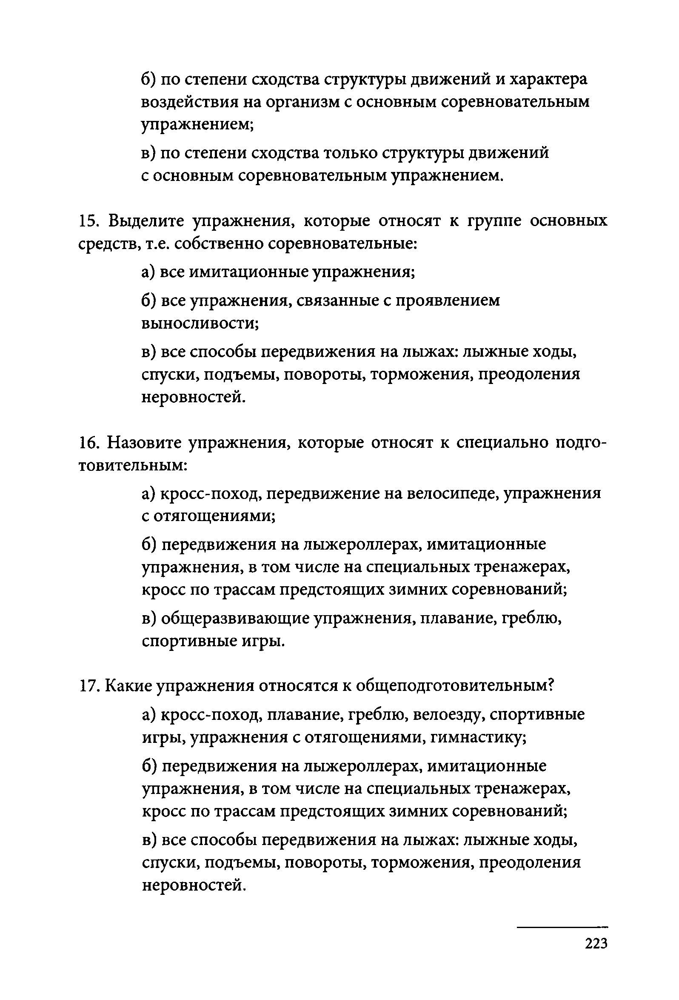 б) по степени сходства структуры движений и характера
воздействия на организм с основным соревновательным
упражнением;
в) по степени сходства только структуры движений
с основным соревновательным упражнением.
15. Выделите упражнения, которые относят к группе основных
средств, т.е. собственно соревновательные:
а) все имитационные упражнения;
б) все упражнения, связанные с проявлением
выносливости;
в) все способы передвижения на лыжах: лыжные ходы,
спуски, подъемы, повороты, торможения, преодоления
неровностей.
16. Назовите упражнения, которые относят к специально подго-
товительным:
а) кросс-поход, передвижение на велосипеде, упражнения
с отягощениями;
б) передвижения на лыжероллерах, имитационные
упражнения, в том числе на специальных тренажерах,
кросс по трассам предстоящих зимних соревнований;
в) общеразвивающие упражнения, плавание, греблю,
спортивные игры.
17. Какие упражнения относятся к общеподготовительным?
а) кросс-поход, плавание, греблю, велоезду, спортивные
игры, упражнения с отягощениями, гимнастику;
б) передвижения на лыжероллерах, имитационные
упражнения, в том числе на специальных тренажерах,
кросс по трассам предстоящих зимних соревнований;
в) все способы передвижения на лыжах: лыжные ходы,
спуски, подъемы, повороты, торможения, преодоления
неровностей.
223